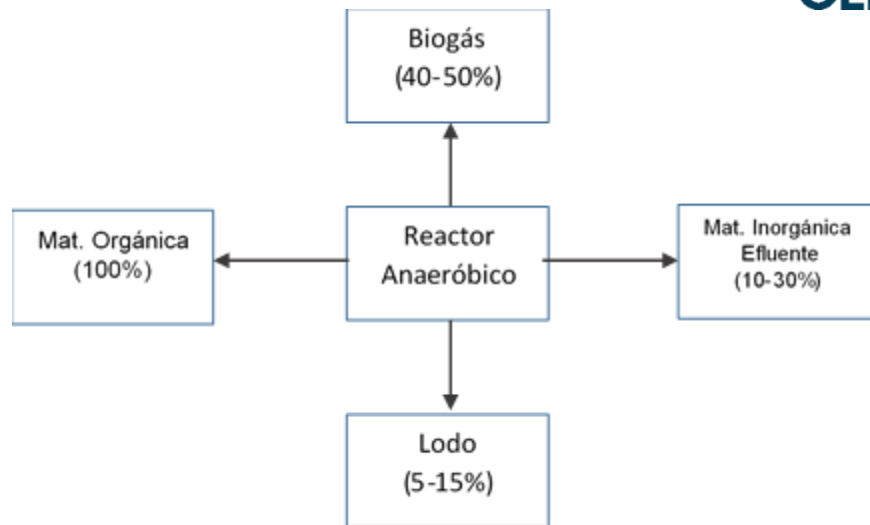 Biogás
(40-50%)
Mat. Orgánica
(100%)
Reactor
Anaeróbico
Mat. Inorgánica
Efluente
(10-30%)
Lodo
(5-15%)